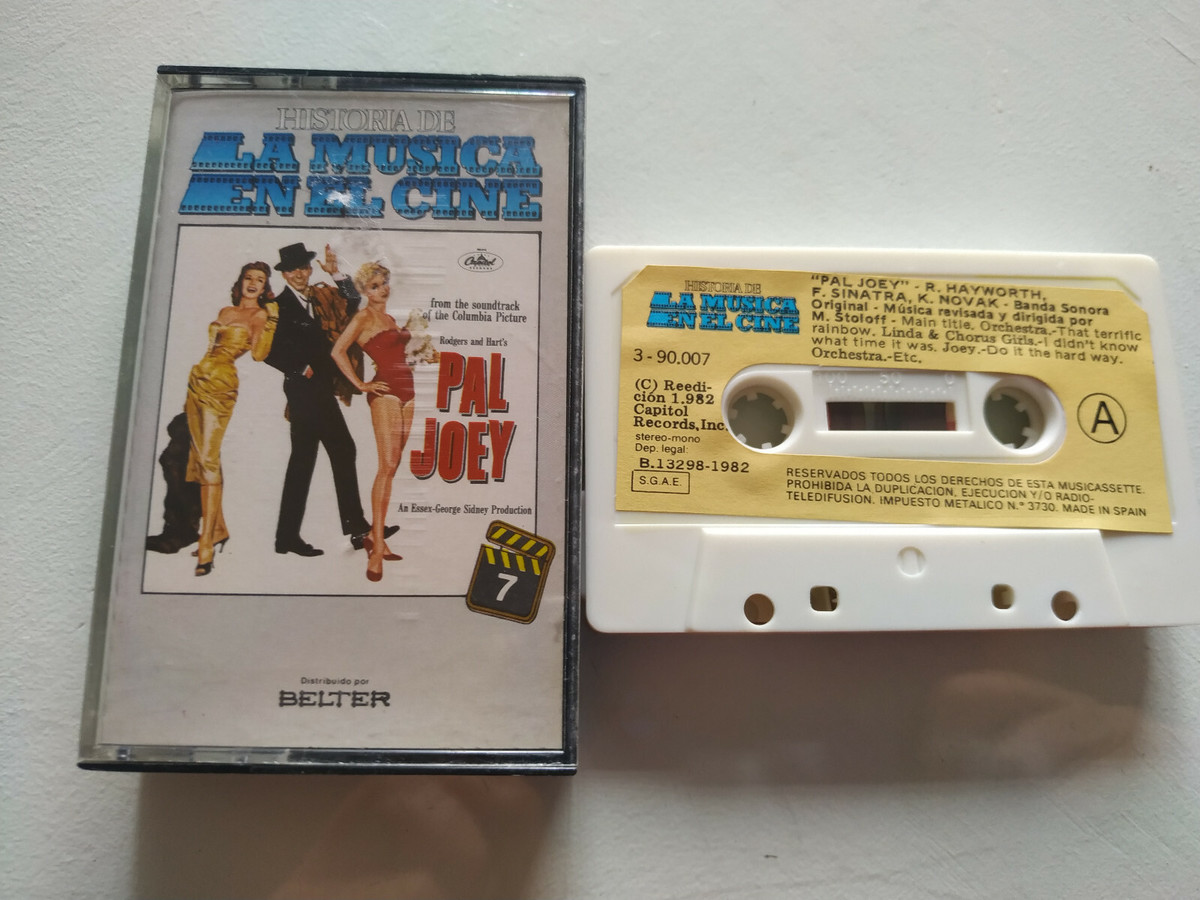 HISTORIA DE
LA MUSICA
EN EL CINE
Capitol
RECORDS
from the soundtrack
of the Columbia Picture
Rodgers and Hart's
PAL
JOEY
An Essex-George Sidney Production
7
Distribuido por
BELTER
HISTORIA DE
LA MUSICA
EN EL CINE
"PAL JOEY" - R. HAYWORTH,
F. SINATRA, K. NOVAK - Banda Sonora
Original - Música revisada y dirigida por
M. Stoloff - Main title. Orchestra.-That terrific
rainbow. Linda & Chorus Girls.-I didn't know
what time it was. Joey.-Do it the hard way.
Orchestra.-Etc.
3-90.007
(C) Reedi-
ción 1.982
Capitol
Records, Inc.
stereo-mono
Dep. legal:
B.13298-1982
S.G.A.E.
100 50 0
A
RESERVADOS TODOS LOS DERECHOS DE ESTA MUSICASSETTE.
PROHIBIDA LA DUPLICACION, EJECUCION Y/O RADIO-
TELEDIFUSION. IMPUESTO METALICO N.º 3730. MADE IN SPAIN